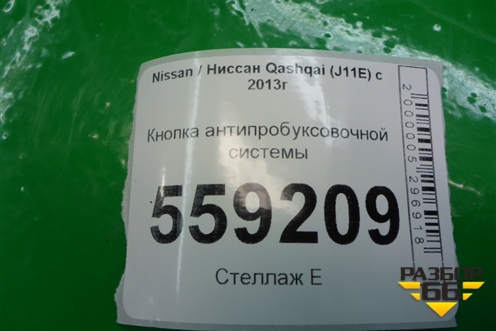 Nissan / Ниссан Qashqai (J11E) с
2013г
Кнопка антипробуксовочной
системы
559209
Стеллаж Е
2000005296918
РАЗБОР
66